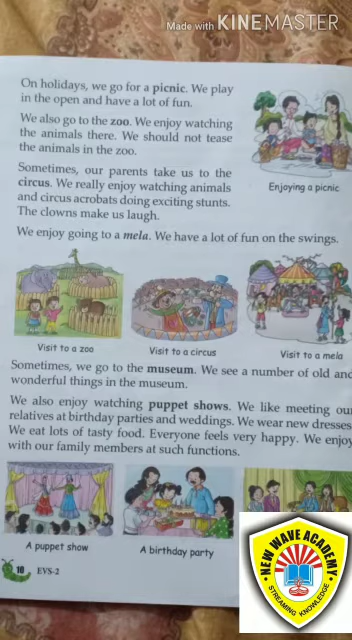 Made with KINEMASTER
On holidays, we go for a picnic. We play
in the open and have a lot of fun.
We also go to the zoo. We enjoy watching
the animals there. We should not tease
the animals in the zoo.
Sometimes, our parents take us to the
circus. We really enjoy watching animals
and circus acrobats doing exciting stunts.
The clowns make us laugh.
Enjoying a picnic
We enjoy going to a mela. We have a lot of fun on the swings.
Visit to a zoo
Visit to a circus
Visit to a mela
Sometimes, we go to the museum. We see a number of old and
wonderful things in the museum.
We also enjoy watching puppet shows. We like meeting our
relatives at birthday parties and weddings. We wear new dresses
We eat lots of tasty food. Everyone feels very happy. We enjoy
with our family members at such functions.
A puppet show
A birthday party
10 EVS-2
NEW WAVE ACADEMY
STREAMING KNOWLEDGE